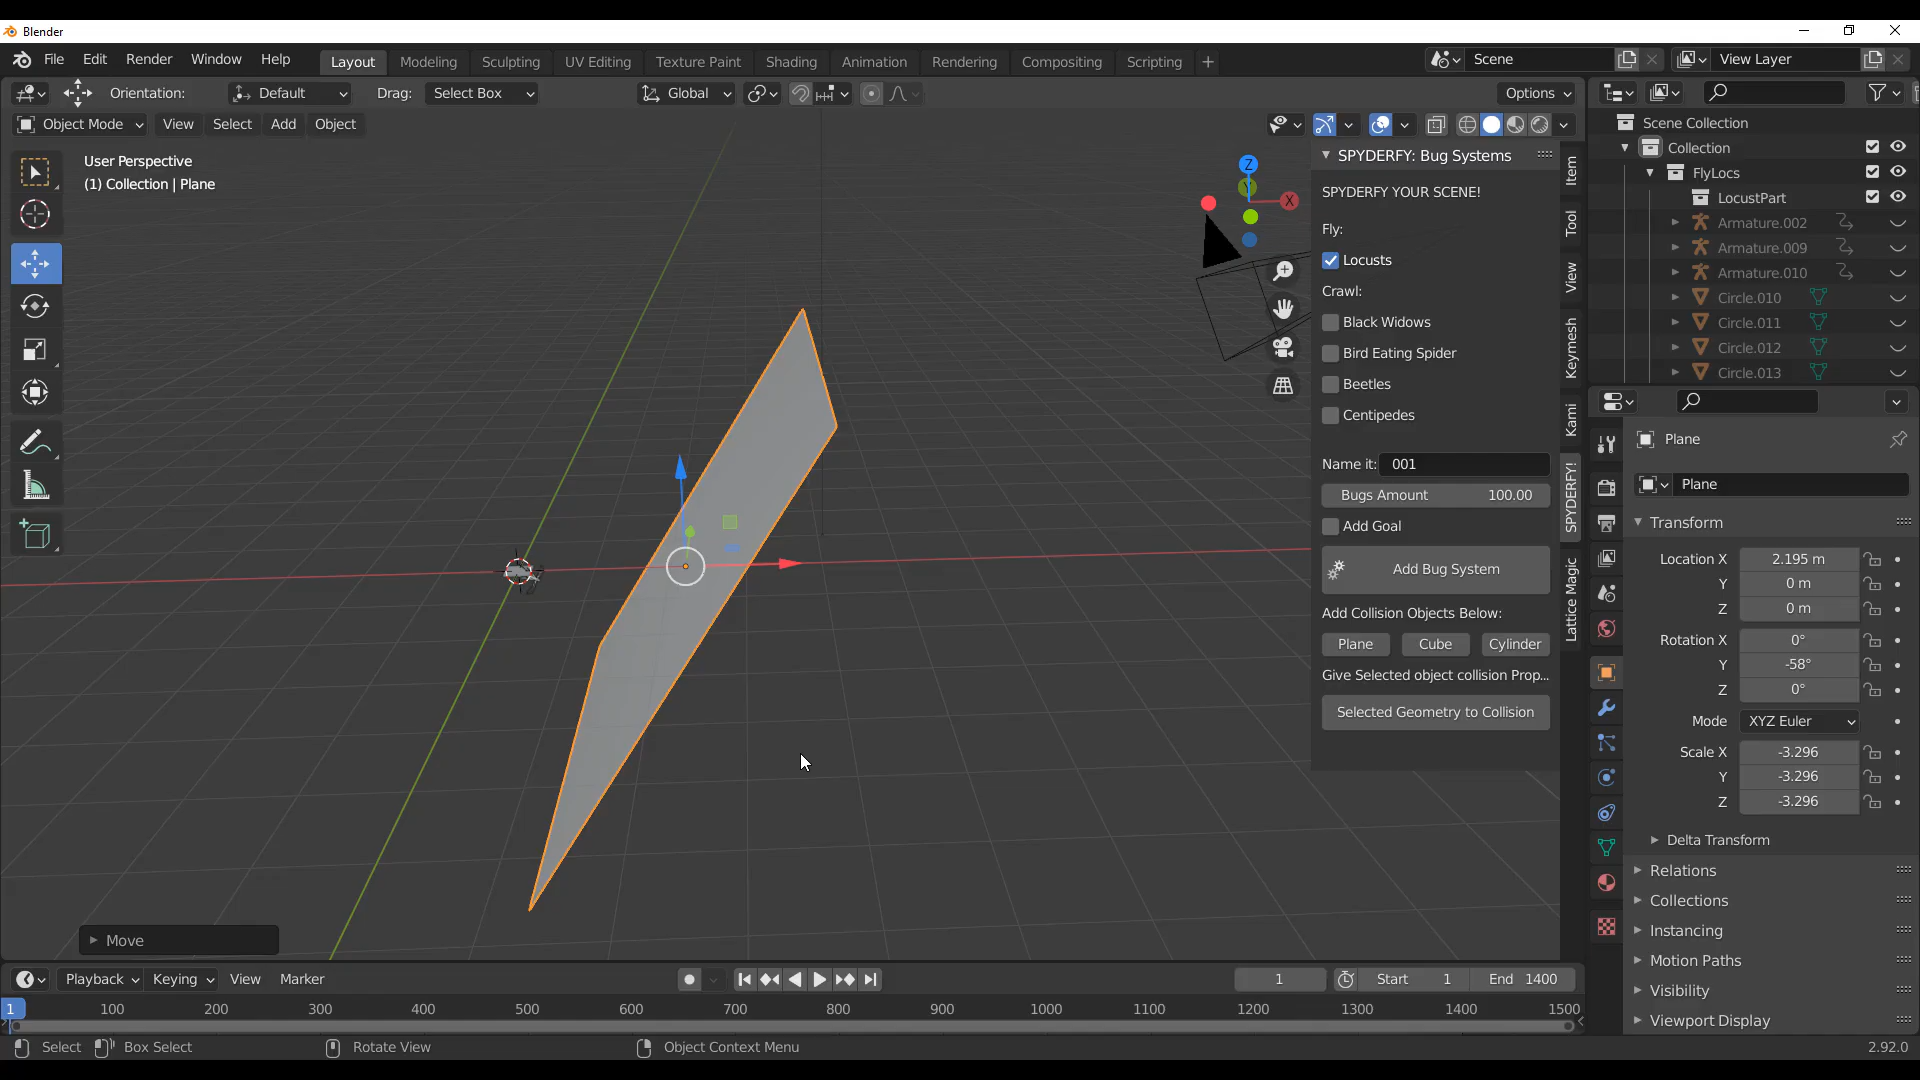 Blender
File Edit Render Window Help Layout Modeling Sculpting UV Editing Texture Paint Shading Animation Rendering Compositing Scripting + Scene View Layer
Orientation: Default Drag: Select Box Global Options
Object Mode View Select Add Object
User Perspective
(1) Collection | Plane
Z
Y
X
SPYDERFY: Bug Systems
SPYDERFY YOUR SCENE!
Fly:
Locusts
Crawl:
Black Widows
Bird Eating Spider
Beetles
Centipedes
Name it: 001
Bugs Amount 100.00
Add Goal
Add Bug System
Add Collision Objects Below:
Plane Cube Cylinder
Give Selected object collision Prop...
Selected Geometry to Collision
Item
Tool
View
Keymesh
Kami
SPYDERFY!
Lattice Magic
Scene Collection
Collection
FlyLocs
LocustPart
Armature.002
Armature.009
Armature.010
Circle.010
Circle.011
Circle.012
Circle.013
Plane
Plane
Transform
Location X 2.195 m
Y 0 m
Z 0 m
Rotation X 0°
Y -58°
Z 0°
Mode XYZ Euler
Scale X -3.296
Y -3.296
Z -3.296
Delta Transform
Relations
Collections
Instancing
Motion Paths
Visibility
Viewport Display
Move
Playback Keying View Marker 1 Start 1 End 1400
1 100 200 300 400 500 600 700 800 900 1000 1100 1200 1300 1400 1500
Select Box Select Rotate View Object Context Menu 2.92.0